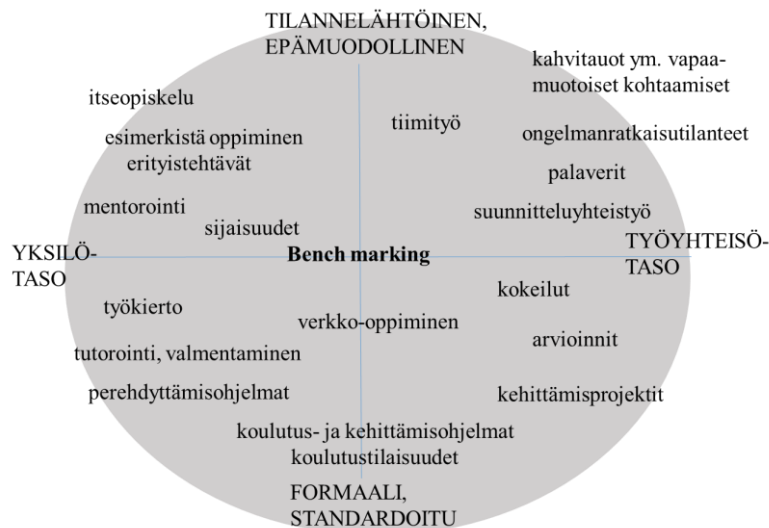 TILANNELÄHTÖINEN,
EPÄMUODOLLINEN
kahvitauot ym. vapaa-
muotoiset kohtaamiset
itseopiskelu
tiimityö
esimerkistä oppiminen
ongelmanratkaisutilanteet
erityistehtävät
palaverit
mentorointi
suunnitteluyhteistyö
sijaisuudet
YKSILÖ-
TASO
Bench marking
TYÖYHTEISÖ-
TASO
kokeilut
työkierto
verkko-oppiminen
arvioinnit
tutorointi, valmentaminen
perehdyttämisohjelmat
kehittämisprojektit
koulutus- ja kehittämisohjelmat
koulutustilaisuudet
FORMAALI,
STANDARDOITU